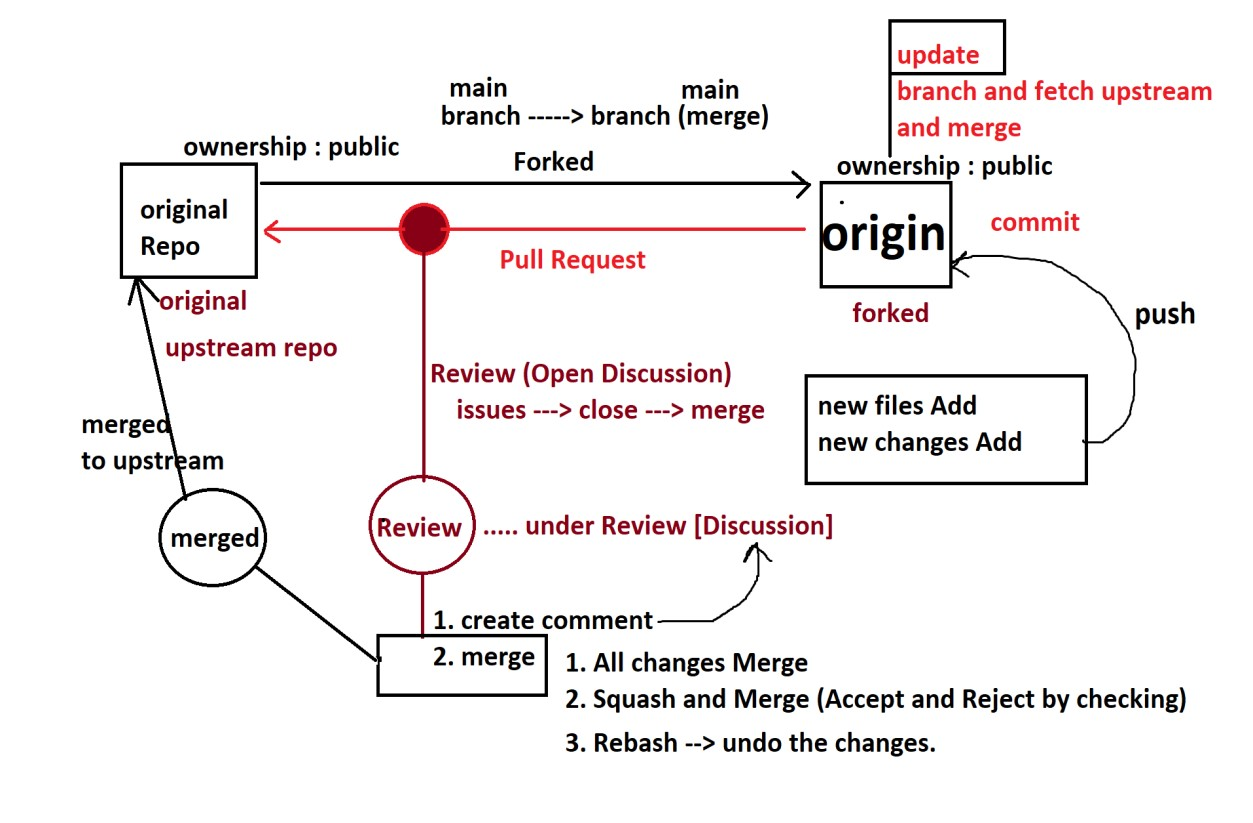 update
branch and fetch upstream
and merge
main
main
branch -----> branch (merge)
ownership : public
Forked
ownership : public
original
Repo
origin
commit
Pull Request
original
forked
push
upstream repo
Review (Open Discussion)
issues ---> close ---> merge
new files Add
new changes Add
merged
to upstream
merged
Review
..... under Review [Discussion]
1. create comment
2. merge
1. All changes Merge
2. Squash and Merge (Accept and Reject by checking)
3. Rebash --> undo the changes.